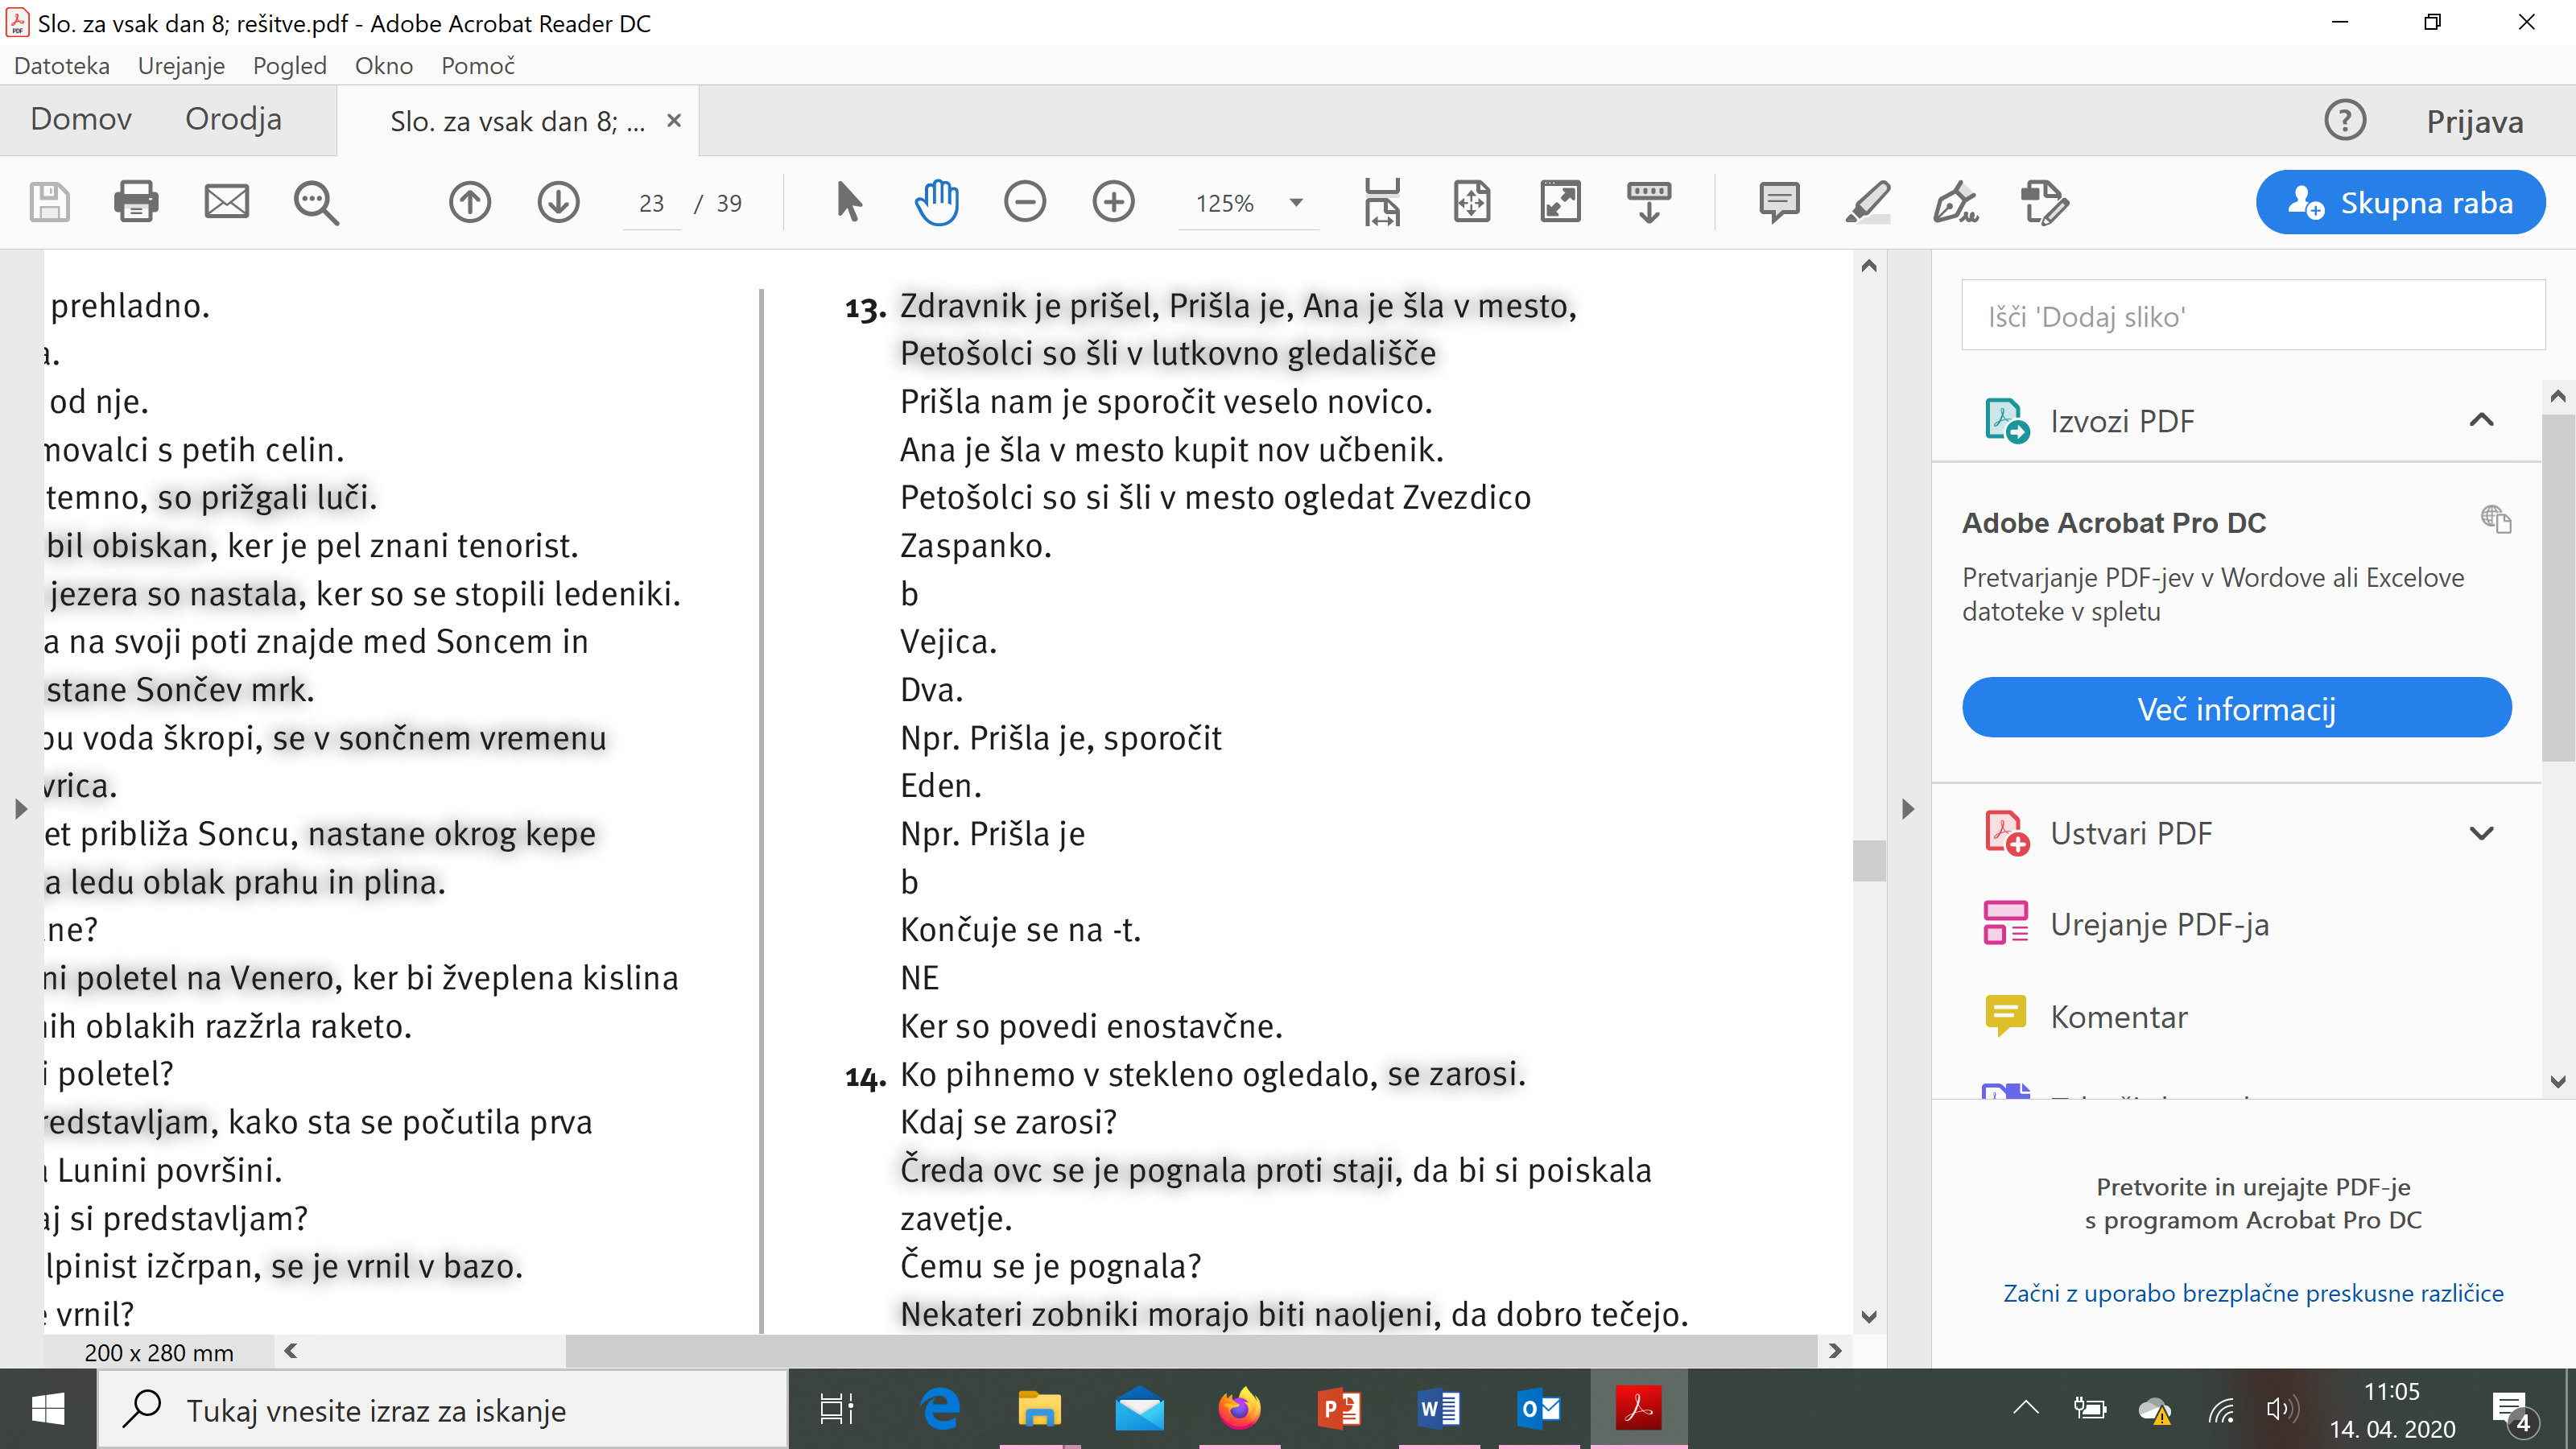 Slo. za vsak dan 8; rešitve.pdf - Adobe Acrobat Reader DC
Datoteka Urejanje Pogled Okno Pomoč
Domov Orodja Slo. za vsak dan 8; ... × Prijava
23 / 39 125% Skupna raba
prehladno.
a.
od nje.
movalci s petih celin.
temno, so prižgali luči.
bil obiskan, ker je pel znani tenorist.
jezera so nastala, ker so se stopili ledeniki.
a na svoji poti znajde med Soncem in
stane Sončev mrk.
pu voda škropi, se v sončnem vremenu
vrica.
et približa Soncu, nastane okrog kepe
a ledu oblak prahu in plina.
ne?
ni poletel na Venero, ker bi žveplena kislina
nih oblakih razžrla raketo.
i poletel?
redstavljam, kako sta se počutila prva
a Lunini površini.
aj si predstavljam?
lpinist izčrpan, se je vrnil v bazo.
e vrnil?
13. Zdravnik je prišel, Prišla je, Ana je šla v mesto,
Petošolci so šli v lutkovno gledališče
Prišla nam je sporočit veselo novico.
Ana je šla v mesto kupit nov učbenik.
Petošolci so si šli v mesto ogledat Zvezdico
Zaspanko.
b
Vejica.
Dva.
Npr. Prišla je, sporočit
Eden.
Npr. Prišla je
b
Končuje se na -t.
NE
Ker so povedi enostavčne.
14. Ko pihnemo v stekleno ogledalo, se zarosi.
Kdaj se zarosi?
Čreda ovc se je pognala proti staji, da bi si poiskala
zavetje.
Čemu se je pognala?
Nekateri zobniki morajo biti naoljeni, da dobro tečejo.
200 x 280 mm
Išči 'Dodaj sliko'
Izvozi PDF
Adobe Acrobat Pro DC
Pretvarjanje PDF-jev v Wordove ali Excelove
datoteke v spletu
Več informacij
Ustvari PDF
Urejanje PDF-ja
Komentar
Pretvorite in urejajte PDF-je
s programom Acrobat Pro DC
Začni z uporabo brezplačne preskusne različice
Tukaj vnesite izraz za iskanje
11:05
14. 04. 2020
4